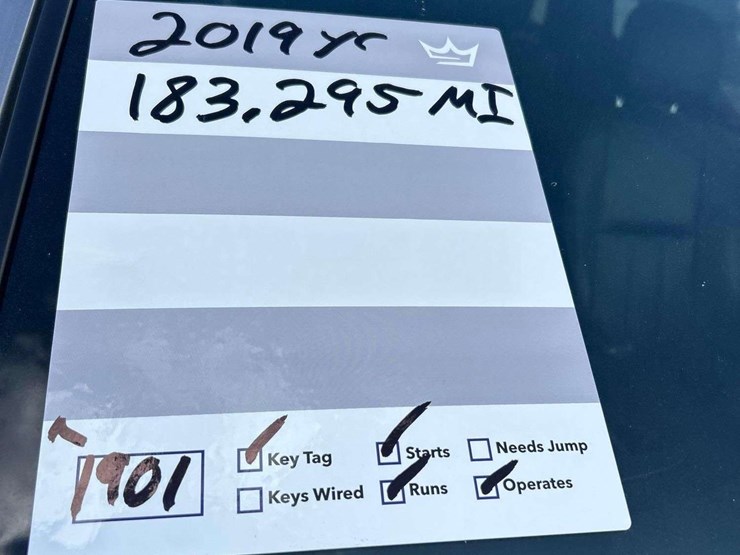 2019 yr
183,295 MI
1901
Key Tag
Starts
Needs Jump
Keys Wired
Runs
Operates